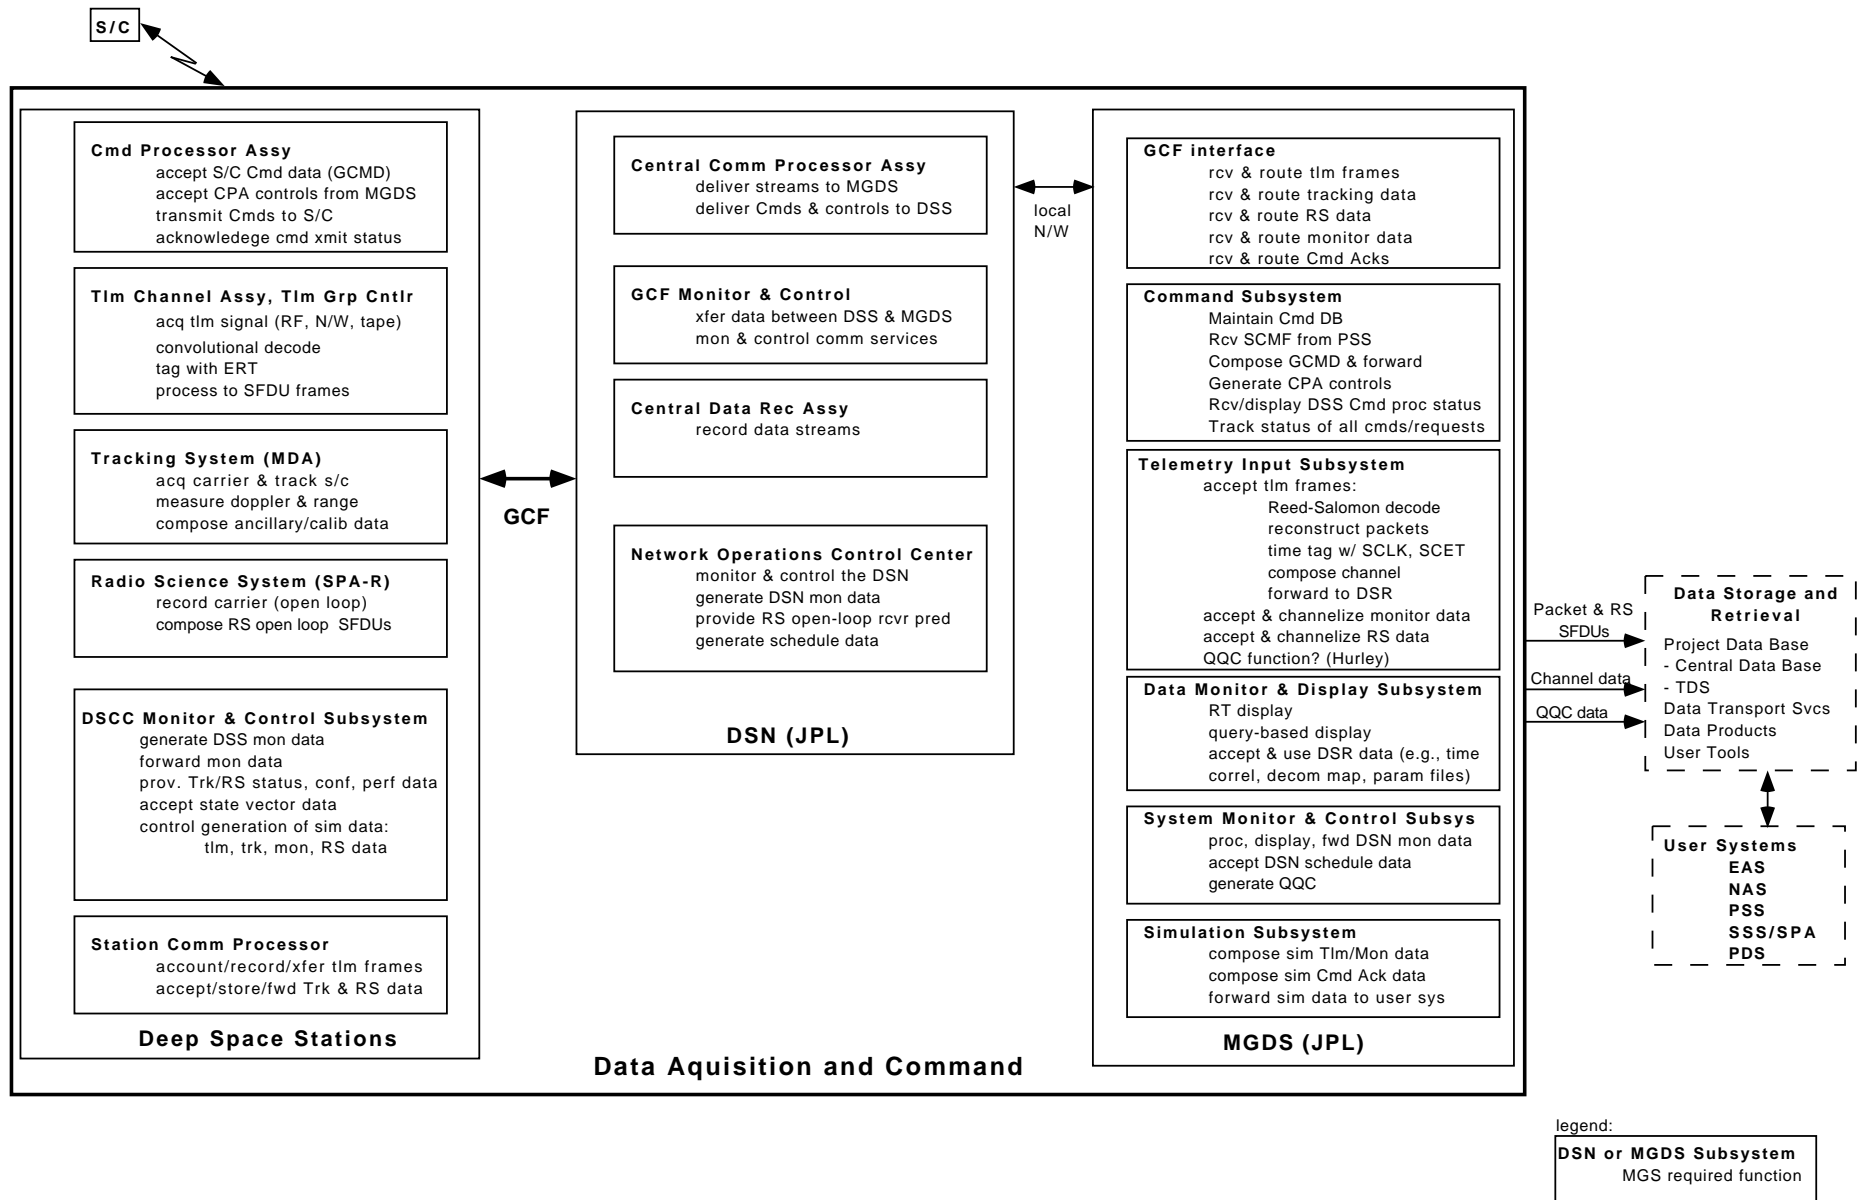 S/C
Cmd Processor Assy
accept S/C Cmd data (GCMD)
accept CPA controls from MGDS
transmit Cmds to S/C
acknowledege cmd xmit status
Tlm Channel Assy, Tlm Grp Cntlr
acq tlm signal (RF, N/W, tape)
convolutional decode
tag with ERT
process to SFDU frames
Tracking System (MDA)
acq carrier & track s/c
measure doppler & range
compose ancillary/calib data
Radio Science System (SPA-R)
record carrier (open loop)
compose RS open loop SFDUs
DSCC Monitor & Control Subsystem
generate DSS mon data
forward mon data
prov. Trk/RS status, conf, perf data
accept state vector data
control generation of sim data:
tlm, trk, mon, RS data
Station Comm Processor
account/record/xfer tlm frames
accept/store/fwd Trk & RS data
Deep Space Stations
GCF
Central Comm Processor Assy
deliver streams to MGDS
deliver Cmds & controls to DSS
GCF Monitor & Control
xfer data between DSS & MGDS
mon & control comm services
Central Data Rec Assy
record data streams
Network Operations Control Center
monitor & control the DSN
generate DSN mon data
provide RS open-loop rcvr pred
generate schedule data
DSN (JPL)
local
N/W
GCF interface
rcv & route tlm frames
rcv & route tracking data
rcv & route RS data
rcv & route monitor data
rcv & route Cmd Acks
Command Subsystem
Maintain Cmd DB
Rcv SCMF from PSS
Compose GCMD & forward
Generate CPA controls
Rcv/display DSS Cmd proc status
Track status of all cmds/requests
Telemetry Input Subsystem
accept tlm frames:
Reed-Salomon decode
reconstruct packets
time tag w/ SCLK, SCET
compose channel
forward to DSR
accept & channelize monitor data
accept & channelize RS data
QQC function? (Hurley)
Data Monitor & Display Subsystem
RT display
query-based display
accept & use DSR data (e.g., time
correl, decom map, param files)
System Monitor & Control Subsys
proc, display, fwd DSN mon data
accept DSN schedule data
generate QQC
Simulation Subsystem
compose sim Tlm/Mon data
compose sim Cmd Ack data
forward sim data to user sys
MGDS (JPL)
Data Aquisition and Command
Packet & RS
SFDUs
Channel data
QQC data
Data Storage and
Retrieval
Project Data Base
- Central Data Base
- TDS
Data Transport Svcs
Data Products
User Tools
User Systems
EAS
NAS
PSS
SSS/SPA
PDS
legend:
DSN or MGDS Subsystem
MGS required function